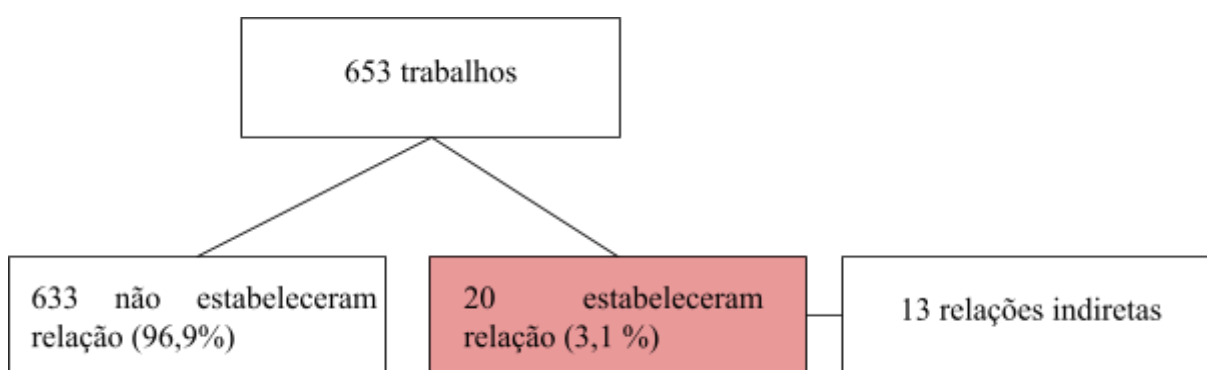 653 trabalhos
633 não estabeleceram
relação (96,9%)
20 estabeleceram
relação (3,1 %)
13 relações indiretas